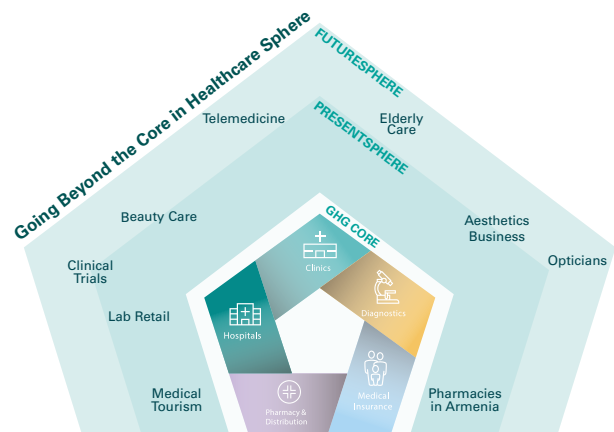 Going Beyond the Core in Healthcare Sphere
FUTURESPHERE
Telemedicine
Elderly
Care
PRESENTSPHERE
Beauty Care
Aesthetics
Business
GHG CORE
Clinical
Trials
Opticians
Clinics
Lab Retail
Hospitals
Diagnostics
Medical
Tourism
Pharmacy &
Distribution
Medical
Insurance
Pharmacies
in Armenia